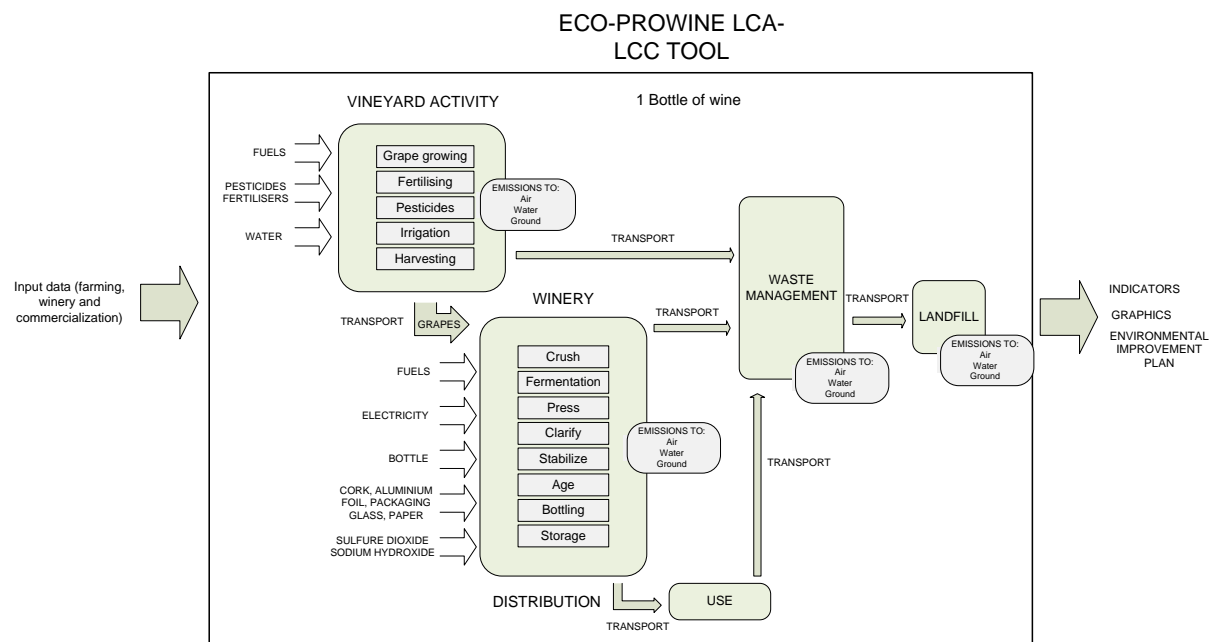 ECO-PROWINE LCA-
LCC TOOL
VINEYARD ACTIVITY
1 Bottle of wine
FUELS
PESTICIDES
FERTILISERS
WATER
Grape growing
Fertilising
Pesticides
Irrigation
Harvesting
EMISSIONS TO:
Air
Water
Ground
TRANSPORT
WASTE
MANAGEMENT
EMISSIONS TO:
Air
Water
Ground
TRANSPORT
LANDFILL
EMISSIONS TO:
Air
Water
Ground
Input data (farming,
winery and
commercialization)
INDICATORS
GRAPHICS
ENVIRONMENTAL
IMPROVEMENT
PLAN
TRANSPORT
GRAPES
WINERY
TRANSPORT
FUELS
ELECTRICITY
BOTTLE
CORK, ALUMINIUM
FOIL, PACKAGING
GLASS, PAPER
SULFURE DIOXIDE
SODIUM HYDROXIDE
Crush
Fermentation
Press
Clarify
Stabilize
Age
Bottling
Storage
EMISSIONS TO:
Air
Water
Ground
TRANSPORT
DISTRIBUTION
TRANSPORT
USE